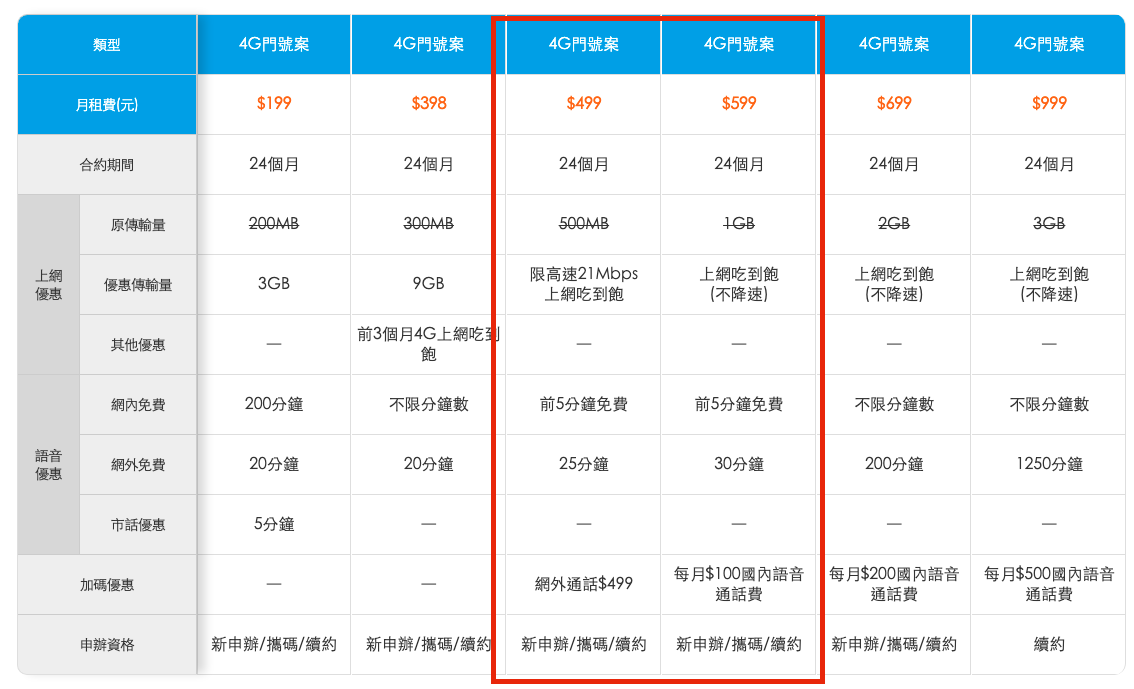 類型 4G門號案 4G門號案 4G門號案 4G門號案 4G門號案 4G門號案
月租費(元) $199 $398 $499 $599 $699 $999
合約期間 24個月 24個月 24個月 24個月 24個月 24個月
上網優惠
原傳輸量 200MB 300MB 500MB 1GB 2GB 3GB
優惠傳輸量 3GB 9GB 限高速21Mbps上網吃到飽 上網吃到飽(不降速) 上網吃到飽(不降速) 上網吃到飽(不降速)
其他優惠 — 前3個月4G上網吃到飽 — — — —
語音優惠
網內免費 200分鐘 不限分鐘數 前5分鐘免費 前5分鐘免費 不限分鐘數 不限分鐘數
網外免費 20分鐘 20分鐘 25分鐘 30分鐘 200分鐘 1250分鐘
市話優惠 5分鐘 — — — — —
加碼優惠 — — 網外通話$499 每月$100國內語音通話費 每月$200國內語音通話費 每月$500國內語音通話費
申辦資格 新申辦/攜碼/續約 新申辦/攜碼/續約 新申辦/攜碼/續約 新申辦/攜碼/續約 新申辦/攜碼/續約 續約